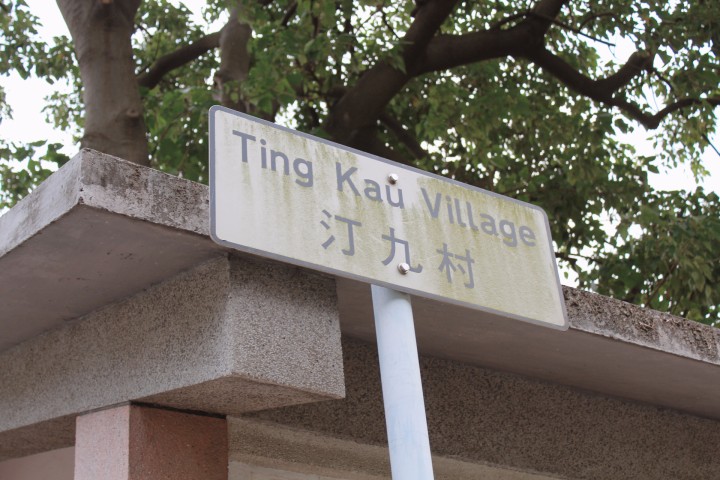 Ting Kau Village
汀九村